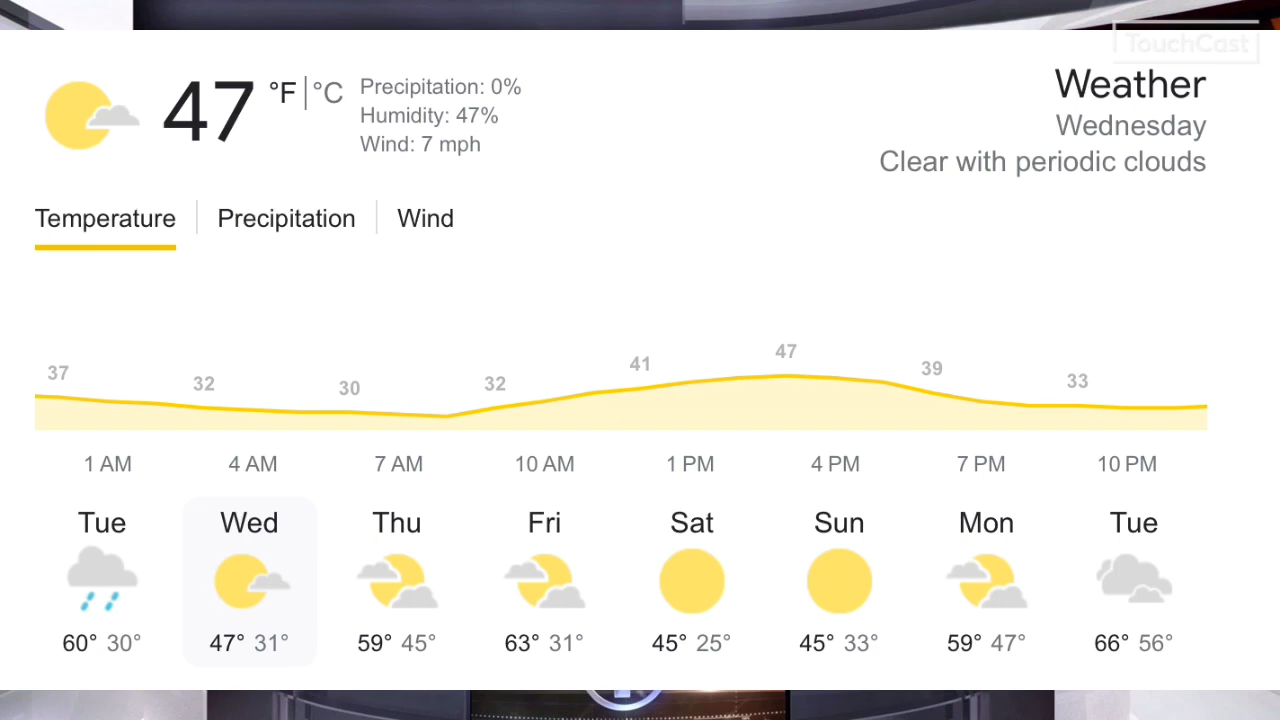 TouchCast
47 °F | °C
Precipitation: 0%
Humidity: 47%
Wind: 7 mph
Weather
Wednesday
Clear with periodic clouds
Temperature Precipitation Wind
37 32 30 32 41 47 39 33
1 AM 4 AM 7 AM 10 AM 1 PM 4 PM 7 PM 10 PM
Tue Wed Thu Fri Sat Sun Mon Tue
60° 30° 47° 31° 59° 45° 63° 31° 45° 25° 45° 33° 59° 47° 66° 56°